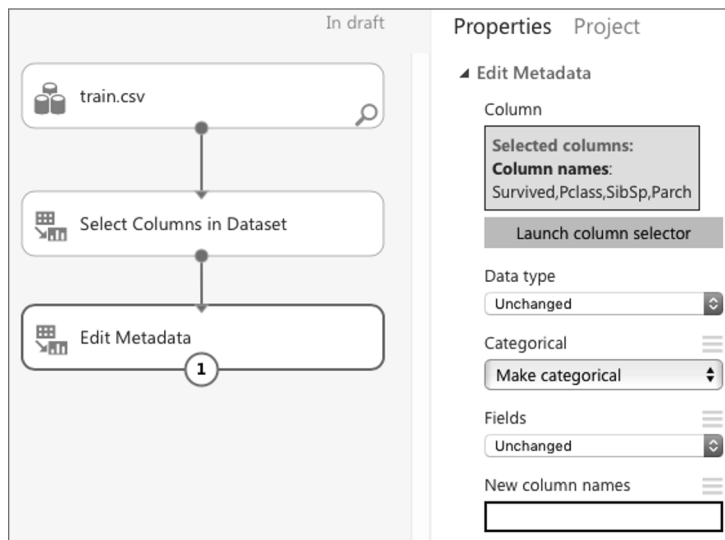 In draft
train.csv
Select Columns in Dataset
Edit Metadata
1
Properties Project
Edit Metadata
Column
Selected columns:
Column names:
Survived,Pclass,SibSp,Parch
Launch column selector
Data type
Unchanged
Categorical
Make categorical
Fields
Unchanged
New column names